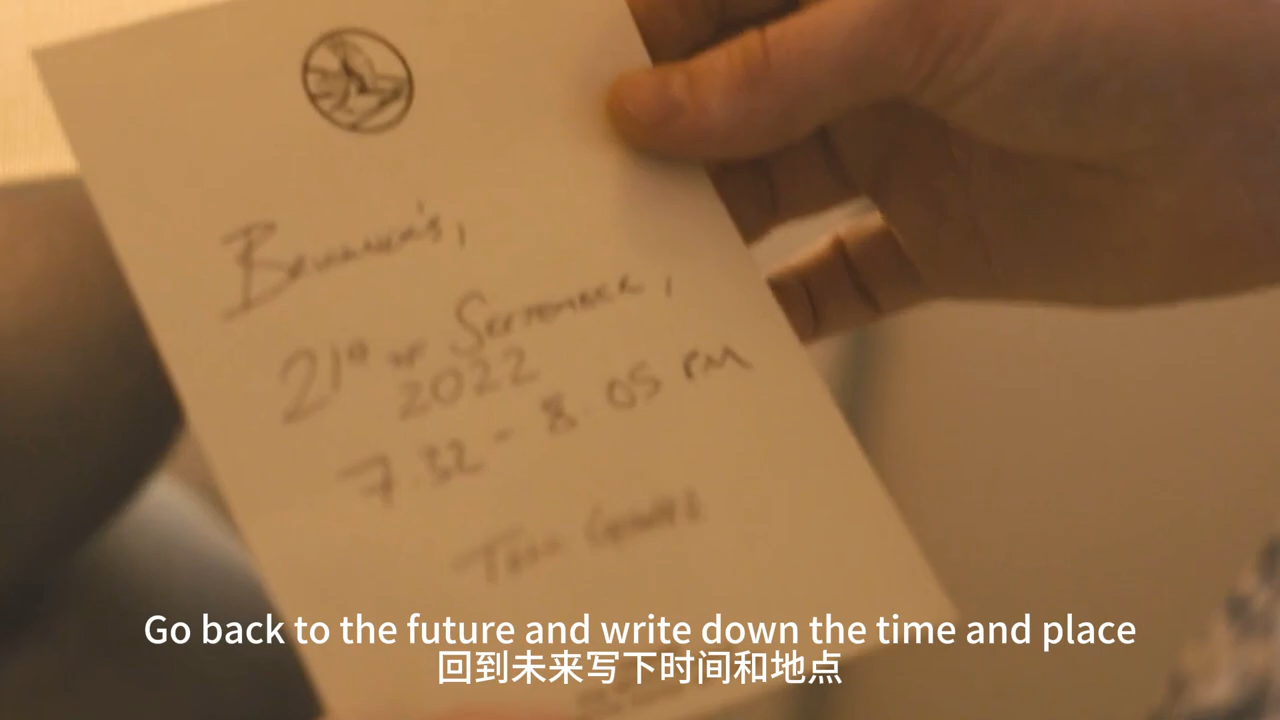 21st of September,
2022
7.32 - 8.05 PM
Go back to the future and write down the time and place
回到未来写下时间和地点